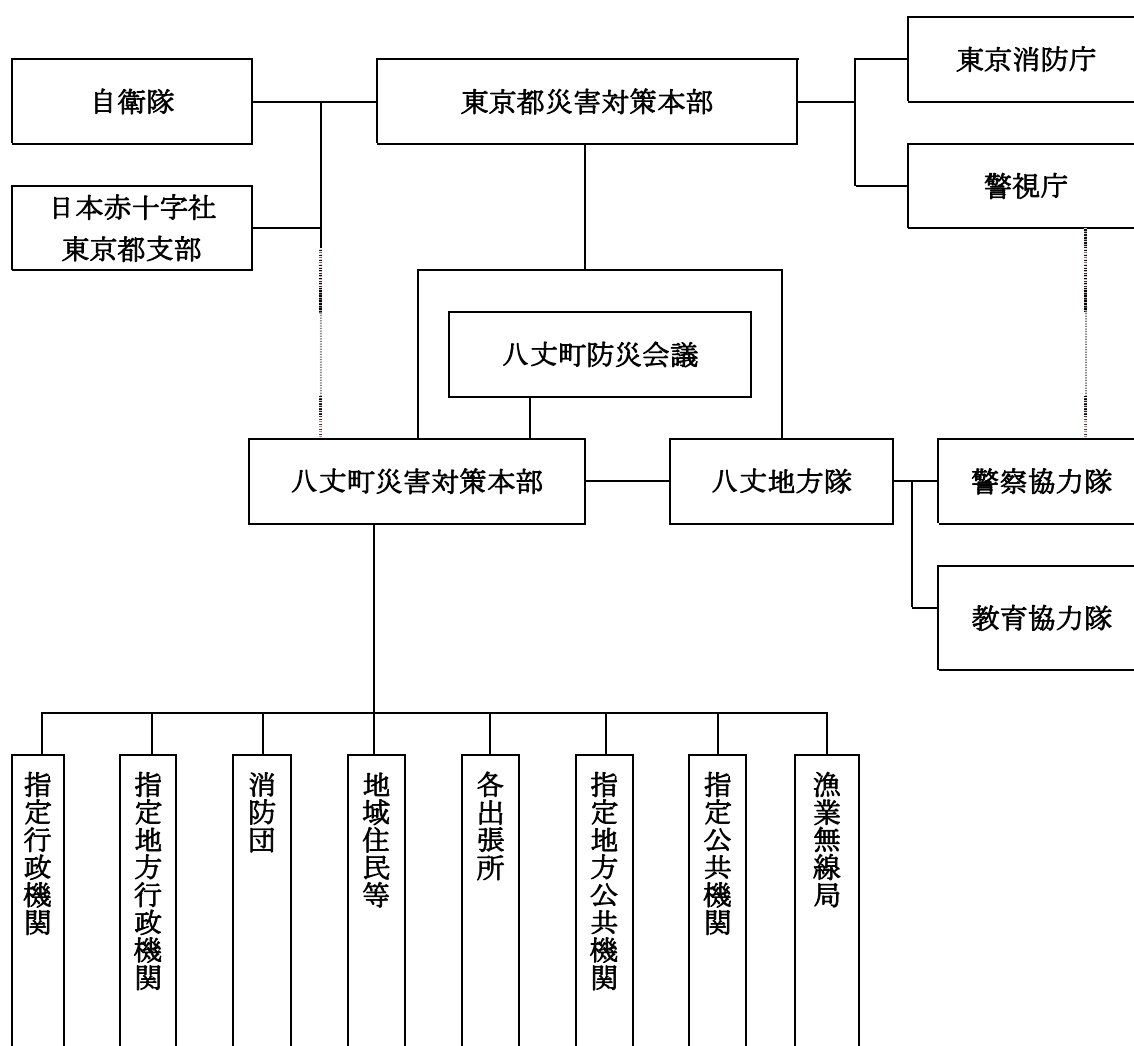 自衛隊
東京都災害対策本部
東京消防庁
警視庁
日本赤十字社
東京都支部
八丈町防災会議
八丈町災害対策本部
八丈地方隊
警察協力隊
教育協力隊
指定行政機関
指定地方行政機関
消防団
地域住民等
各出張所
指定地方公共機関
指定公共機関
漁業無線局